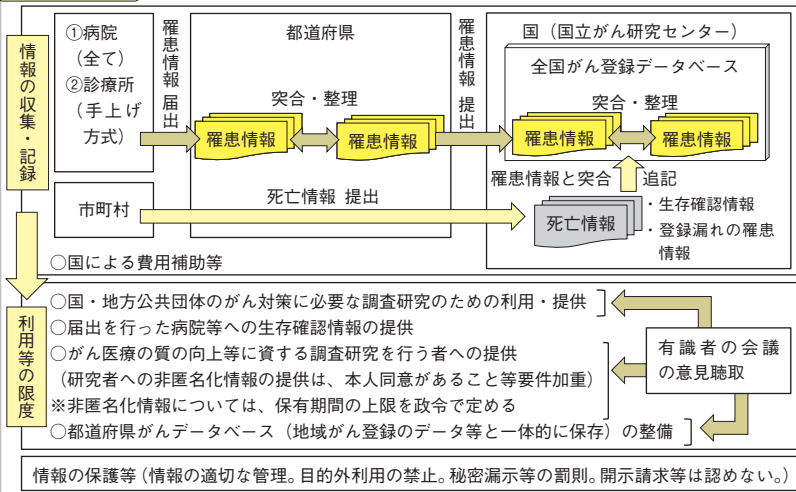 情報の収集・記録
①病院
（全て）
②診療所
（手上げ
方式）
罹患情報 届出
都道府県
突合・整理
罹患情報
罹患情報
罹患情報 提出
国（国立がん研究センター）
全国がん登録データベース
突合・整理
罹患情報
罹患情報
罹患情報と突合
追記
市町村
死亡情報 提出
死亡情報
・生存確認情報
・登録漏れの罹患
情報
○国による費用補助等
利用等の限度
○国・地方公共団体のがん対策に必要な調査研究のための利用・提供
○届出を行った病院等への生存確認情報の提供
○がん医療の質の向上等に資する調査研究を行う者への提供
（研究者への非匿名化情報の提供は、本人同意があること等要件加重）
※非匿名化情報については、保有期間の上限を政令で定める
○都道府県がんデータベース（地域がん登録のデータ等と一体的に保存）の整備
有識者の会議
の意見聴取
情報の保護等（情報の適切な管理。目的外利用の禁止。秘密漏示等の罰則。開示請求等は認めない。）